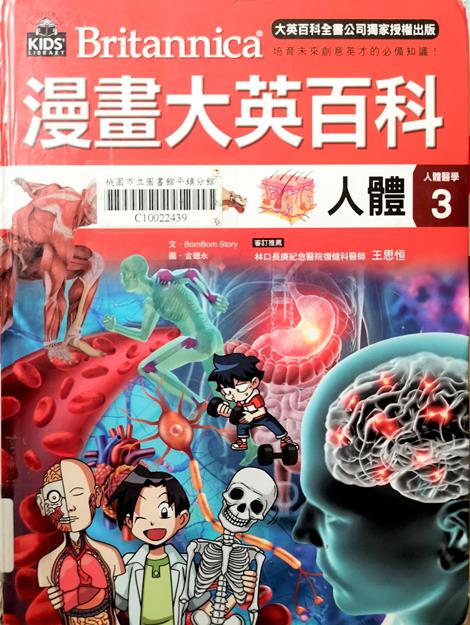 KIDS'
LIBRARY
Britannica®
大英百科全書公司獨家授權出版
培育未來創意英才的必備知識！
漫畫大英百科
桃園市立圖書館平鎮分館
C10022439
人體
人體醫學
3
文・BomBom Story
圖・金德永
審訂推薦
林口長庚紀念醫院復健科醫師 王思恒